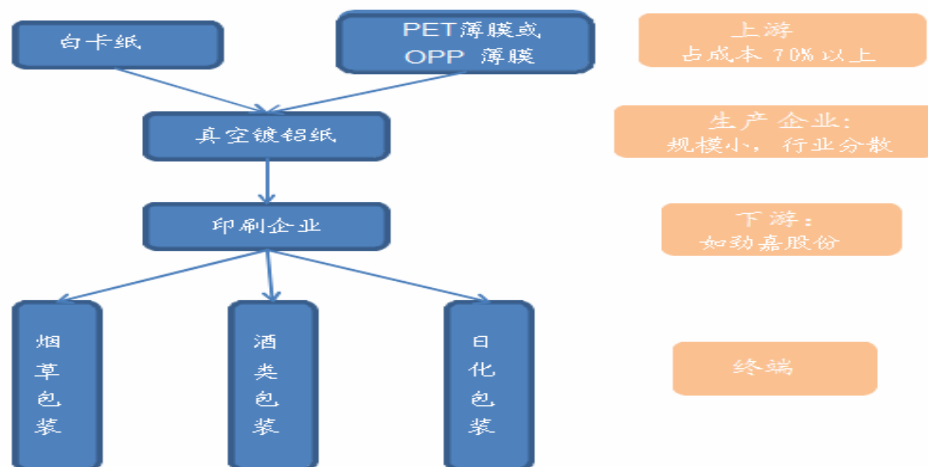 白卡纸
PET薄膜或
OPP 薄膜
上游
占成本70%以上
真空镀铝纸
生产企业：
规模小，行业分散
印刷企业
下游：
如劲嘉股份
烟草包装
酒类包装
日化包装
终端